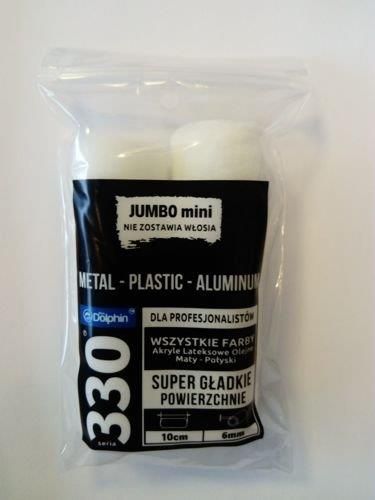 JUMBO mini
NIE ZOSTAWIA WŁOSIA
METAL - PLASTIC - ALUMINUM
Dolphin
DLA PROFESJONALISTÓW
WSZYSTKIE FARBY
Akryle Lateksowe Olejne
Maty - Połyski
SUPER GŁADKIE
POWIERZCHNIE
330
seria
10cm
6mm